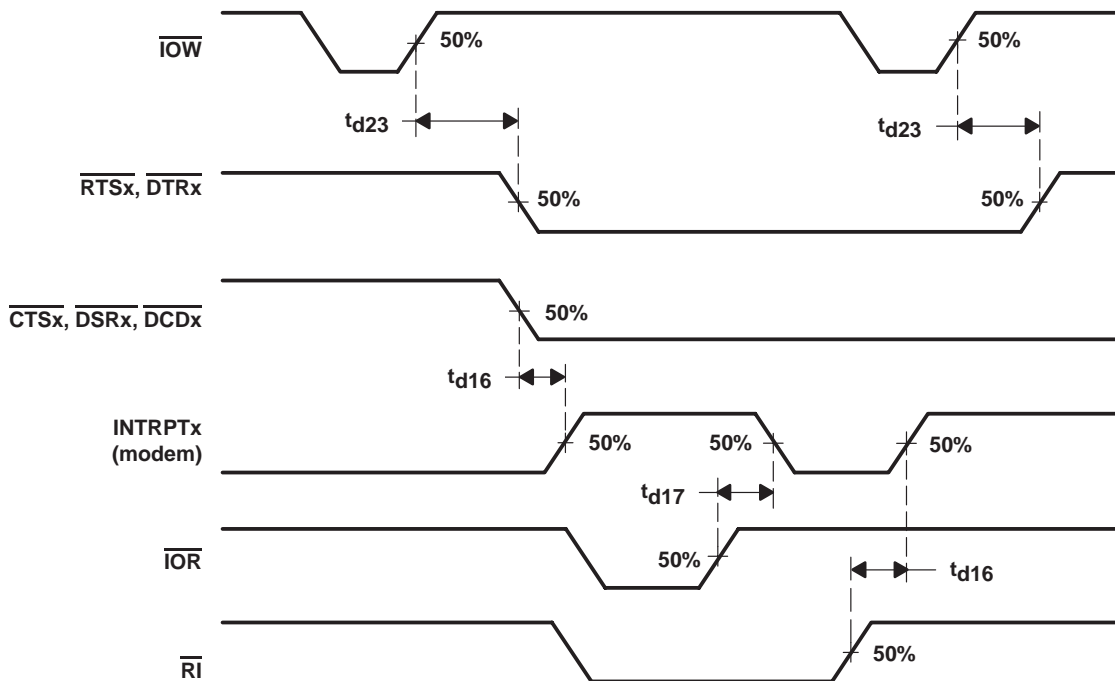 IOW
50%
50%
td23
td23
RTSx, DTRx
50%
50%
CTSx, DSRx, DCDx
50%
td16
INTRPTx
(modem)
50%
50%
50%
td17
IOR
50%
td16
RI
50%